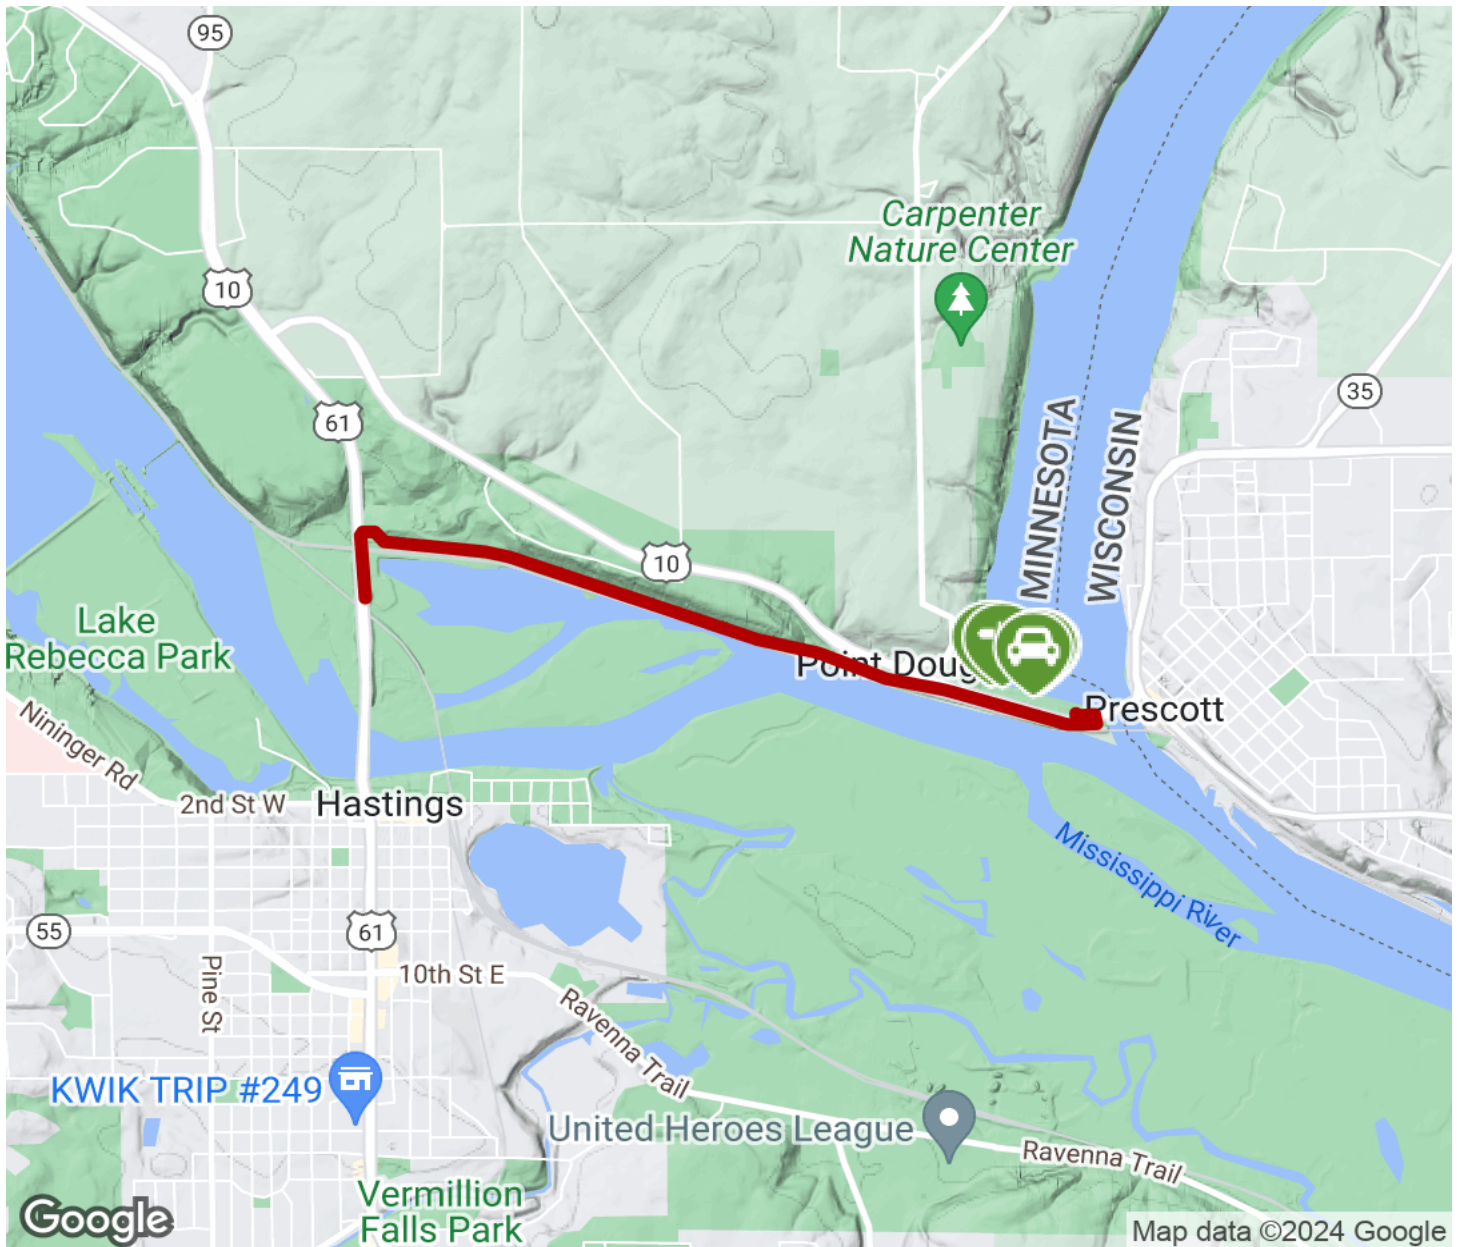 95
Carpenter
Nature Center
10
35
61
MINNESOTA
WISCONSIN
10
Lake
Rebecca Park
Point Doug
Prescott
Nininger Rd
2nd St W
Hastings
Mississippi River
55
61
Pine St
10th St E
Ravenna Trail
KWIK TRIP #249
United Heroes League
Ravenna Trail
Vermillion
Falls Park
Google
Map data ©2024 Google